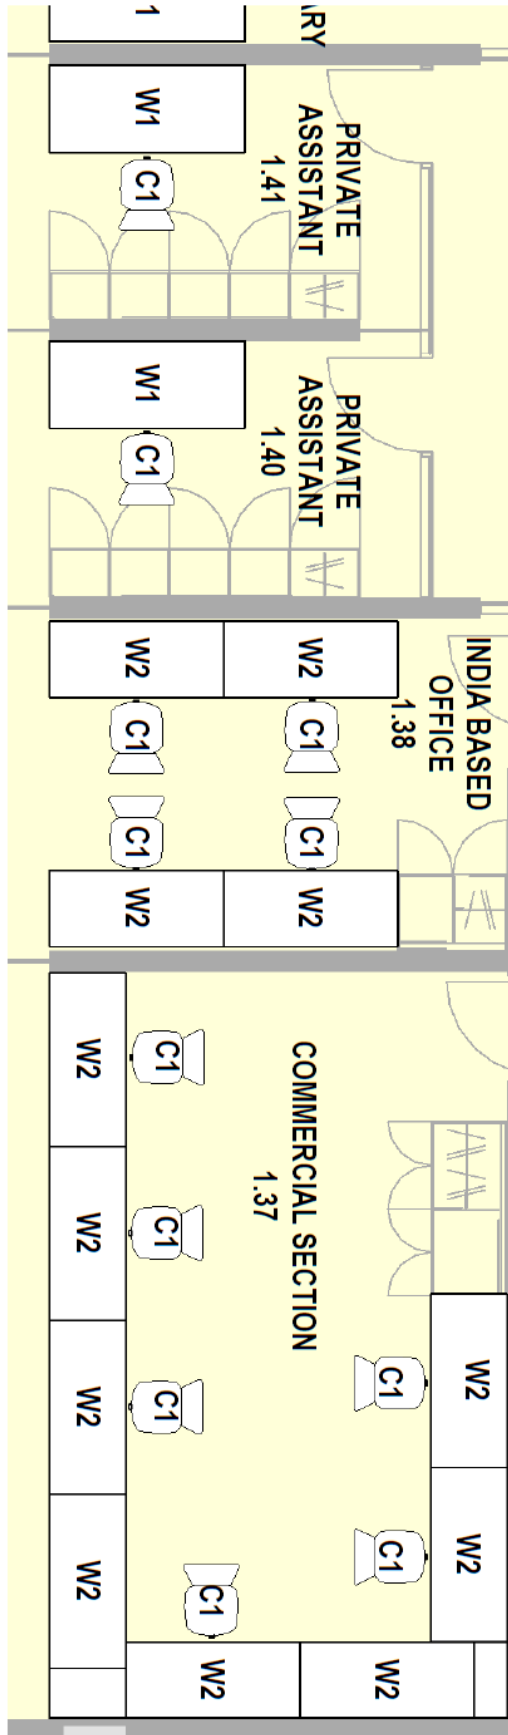 1
ARY
W1
C1
PRIVATE
ASSISTANT
1.41
W1
C1
PRIVATE
ASSISTANT
1.40
W2
W2
C1
C1
INDIA BASED
OFFICE
1.38
C1
C1
W2
W2
W2
C1
COMMERCIAL SECTION
1.37
W2
C1
W2
C1
C1
W2
W2
C1
W2
C1
W2
W2